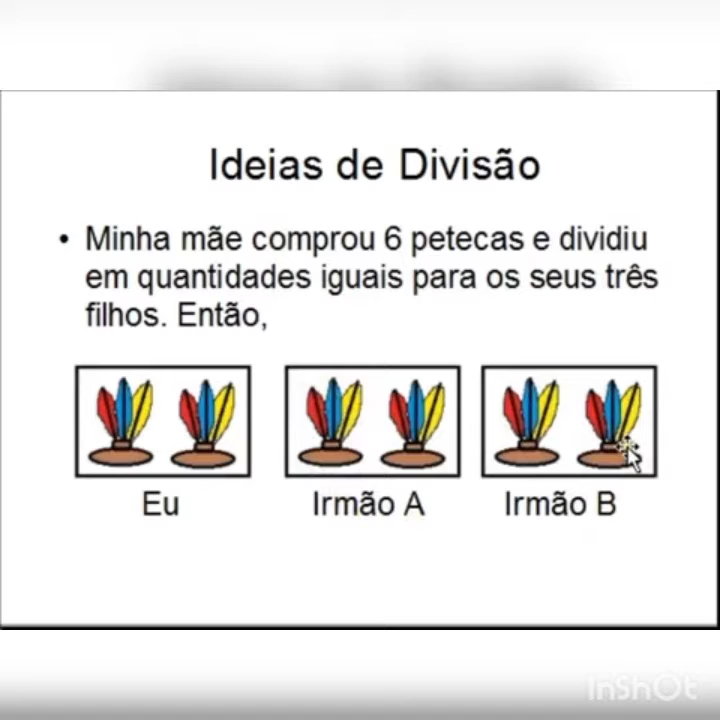 Ideias de Divisão
• Minha mãe comprou 6 petecas e dividiu
em quantidades iguais para os seus três
filhos. Então,
Eu
Irmão A
Irmão B
InShOt